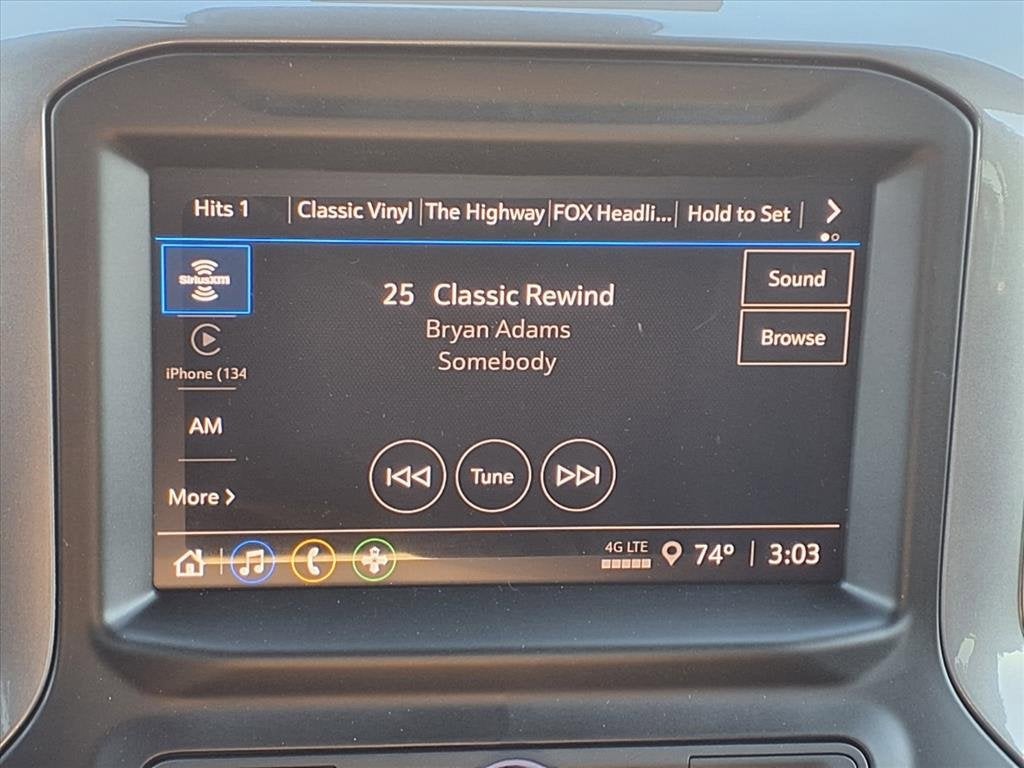 Hits 1
Classic Vinyl
The Highway
FOX Headli...
Hold to Set
SiriusXM
Sound
25 Classic Rewind
Bryan Adams
Browse
Somebody
iPhone (134
AM
Tune
More
4G LTE
74°
3:03